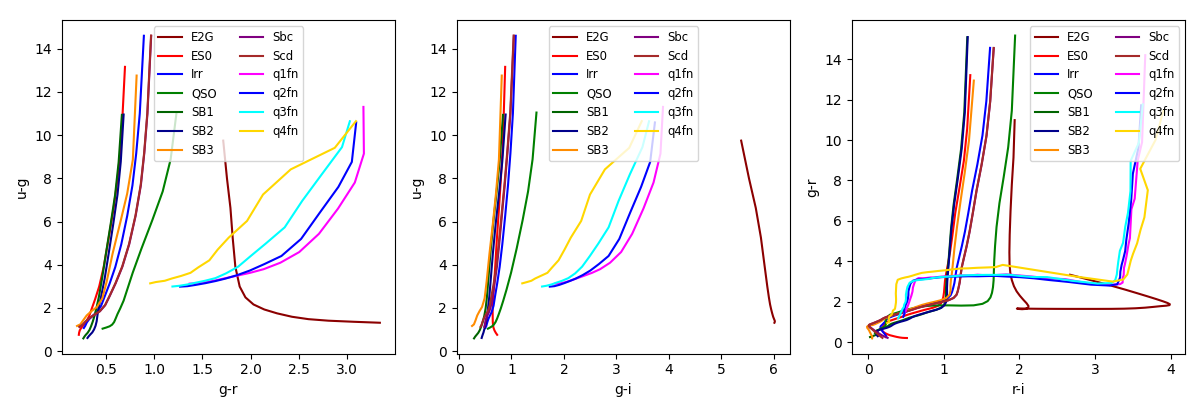 14
12
10
8
6
4
2
0
u-g
0.5 1.0 1.5 2.0 2.5 3.0
g-r
E2G Sbc
ES0 Scd
Irr q1fn
QSO q2fn
SB1 q3fn
SB2 q4fn
SB3
14
12
10
8
6
4
2
0
u-g
0 1 2 3 4 5 6
g-i
E2G Sbc
ES0 Scd
Irr q1fn
QSO q2fn
SB1 q3fn
SB2 q4fn
SB3
14
12
10
8
6
4
2
0
g-r
0 1 2 3 4
r-i
E2G Sbc
ES0 Scd
Irr q1fn
QSO q2fn
SB1 q3fn
SB2 q4fn
SB3